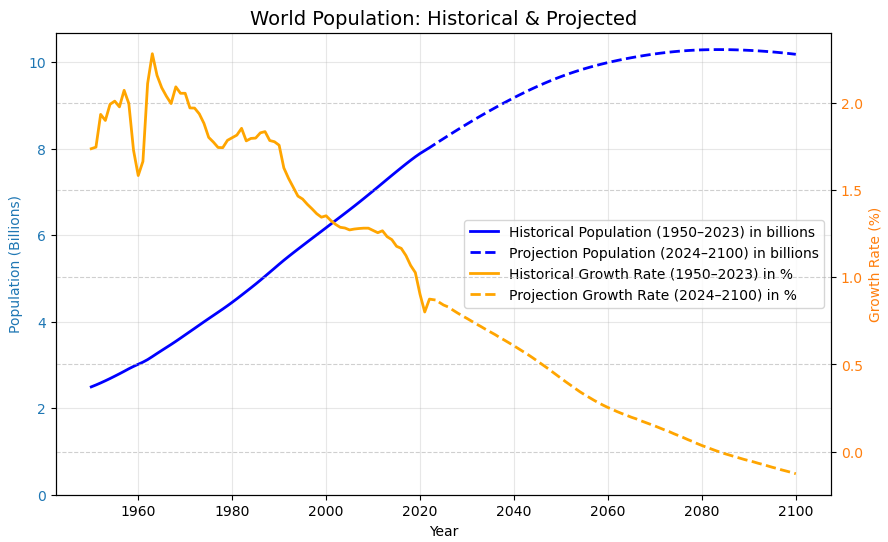 World Population: Historical & Projected
Population (Billions)
10
8
6
4
2
0
Historical Population (1950–2023) in billions
Projection Population (2024–2100) in billions
Historical Growth Rate (1950–2023) in %
Projection Growth Rate (2024–2100) in %
2.0
1.5
1.0
0.5
0.0
Growth Rate (%)
1960 1980 2000 2020 2040 2060 2080 2100
Year